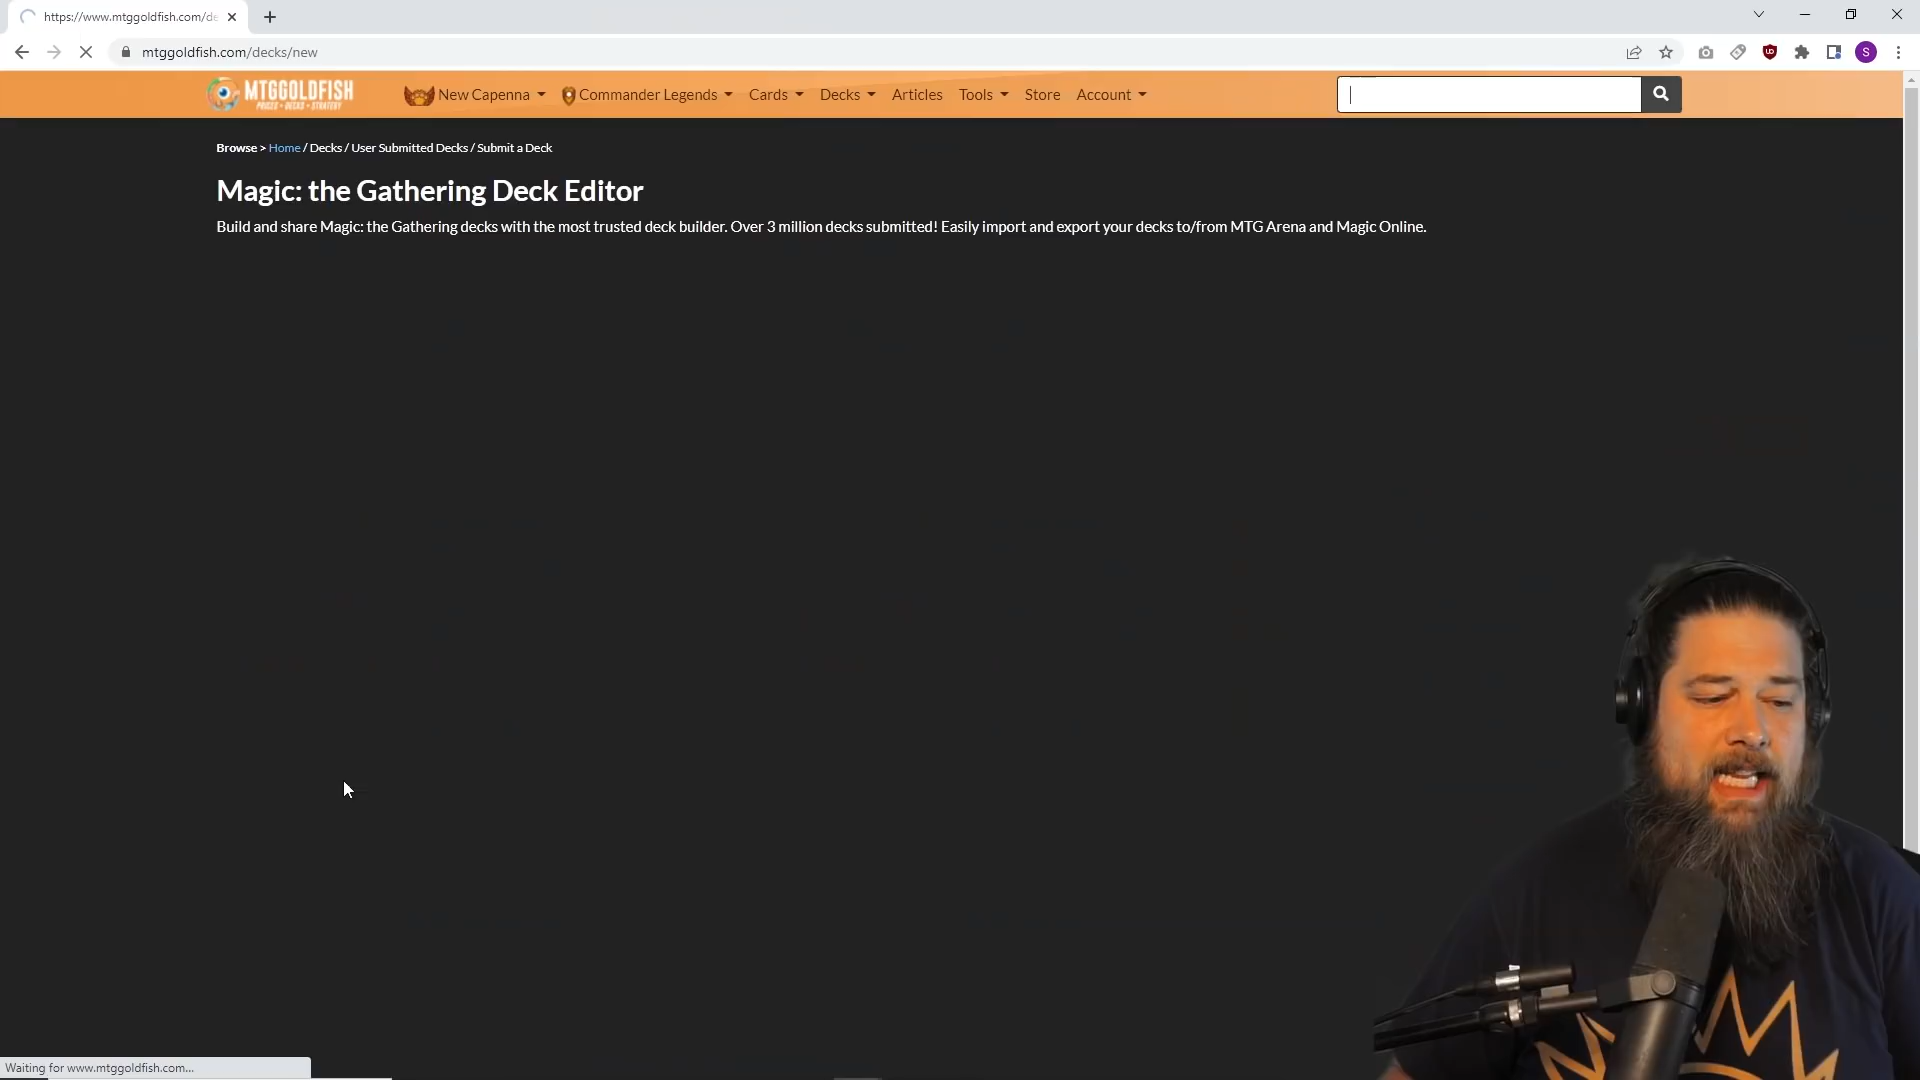 https://www.mtggoldfish.com/de
mtggoldfish.com/decks/new
S
MTGGOLDFISH
PRICES • DECKS • STRATEGY
New Capenna
Commander Legends
Cards
Decks
Articles
Tools
Store
Account
Browse > Home / Decks / User Submitted Decks / Submit a Deck
Magic: the Gathering Deck Editor
Build and share Magic: the Gathering decks with the most trusted deck builder. Over 3 million decks submitted! Easily import and export your decks to/from MTG Arena and Magic Online.
Waiting for www.mtggoldfish.com...